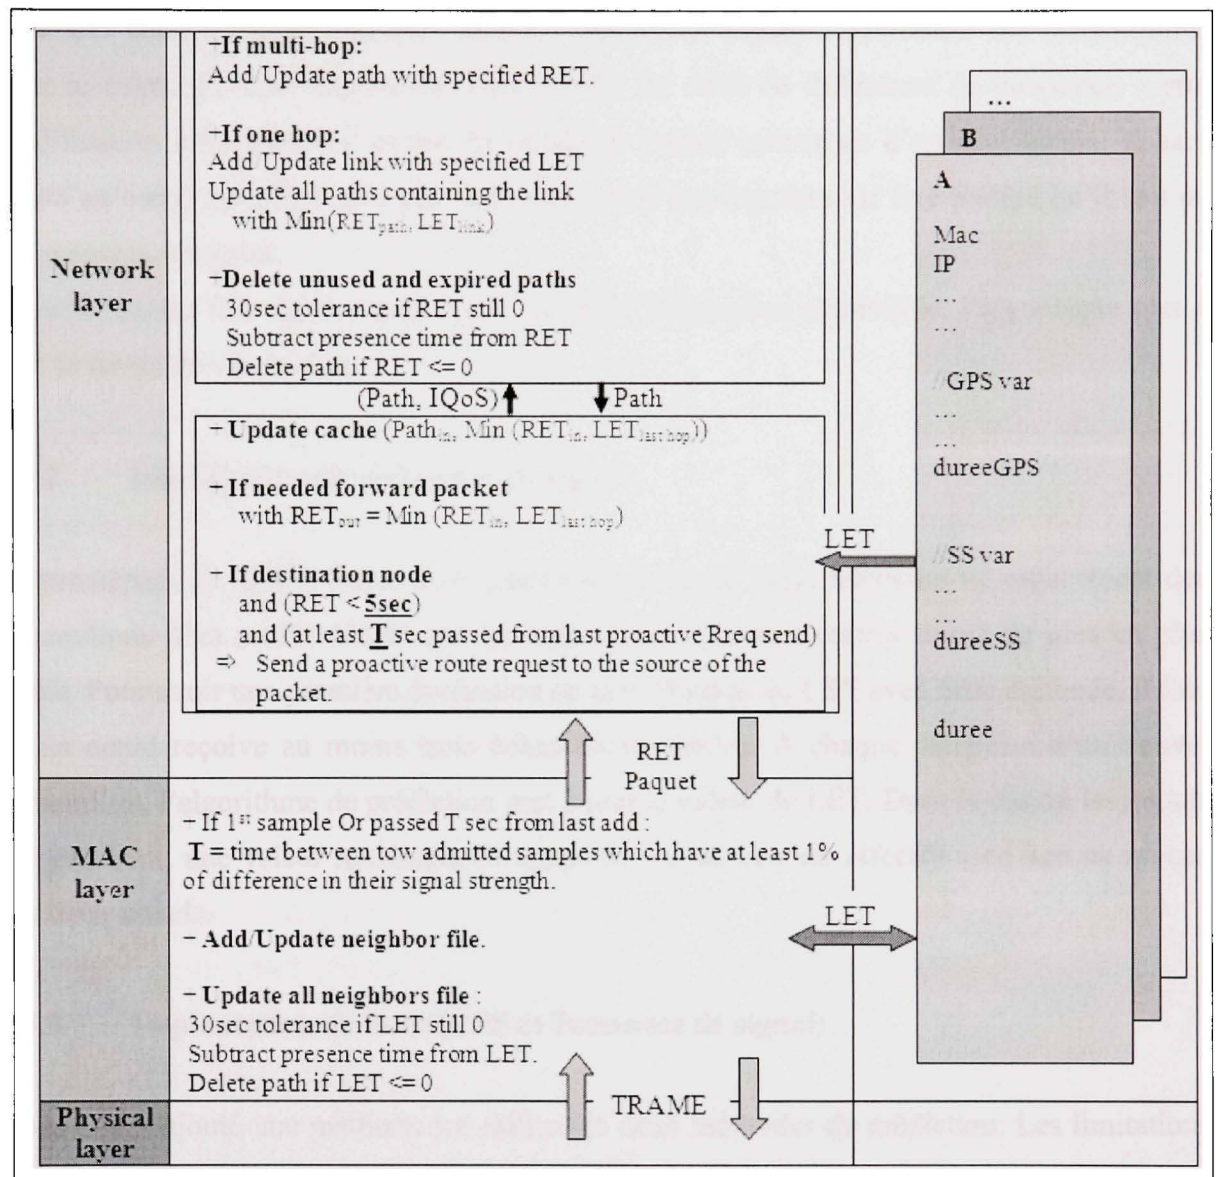 +If multi-hop:
Add/Update path with specified RET.
+If one hop:
Add/Update link with specified LET
Update all paths containing the link
with Min(RETpath, LETlink)
Network
layer
+Delete unused and expired paths
30sec tolerance if RET still 0
Subtract presence time from RET
Delete path if RET <= 0
(Path, IQoS)
Path
+ Update cache (Pathin, Min (RETin, LETlast hop))
+ If needed forward packet
with RETout = Min (RETin, LETlast hop)
+ If destination node
and (RET < 5sec)
and (at least T sec passed from last proactive Rreq send)
⇒ Send a proactive route request to the source of the
packet.
LET
RET
Paquet
MAC
layer
+ If 1st sample Or passed T sec from last add :
T = time between tow admitted samples which have at least 1%
of difference in their signal strength.
+ Add/Update neighbor file.
LET
+ Update all neighbors file :
30sec tolerance if LET still 0
Subtract presence time from LET.
Delete path if LET <= 0
TRAME
Physical
layer
...
B
A
Mac
IP
...
...
//GPS var
...
...
dureeGPS
//SS var
...
...
dureeSS
duree